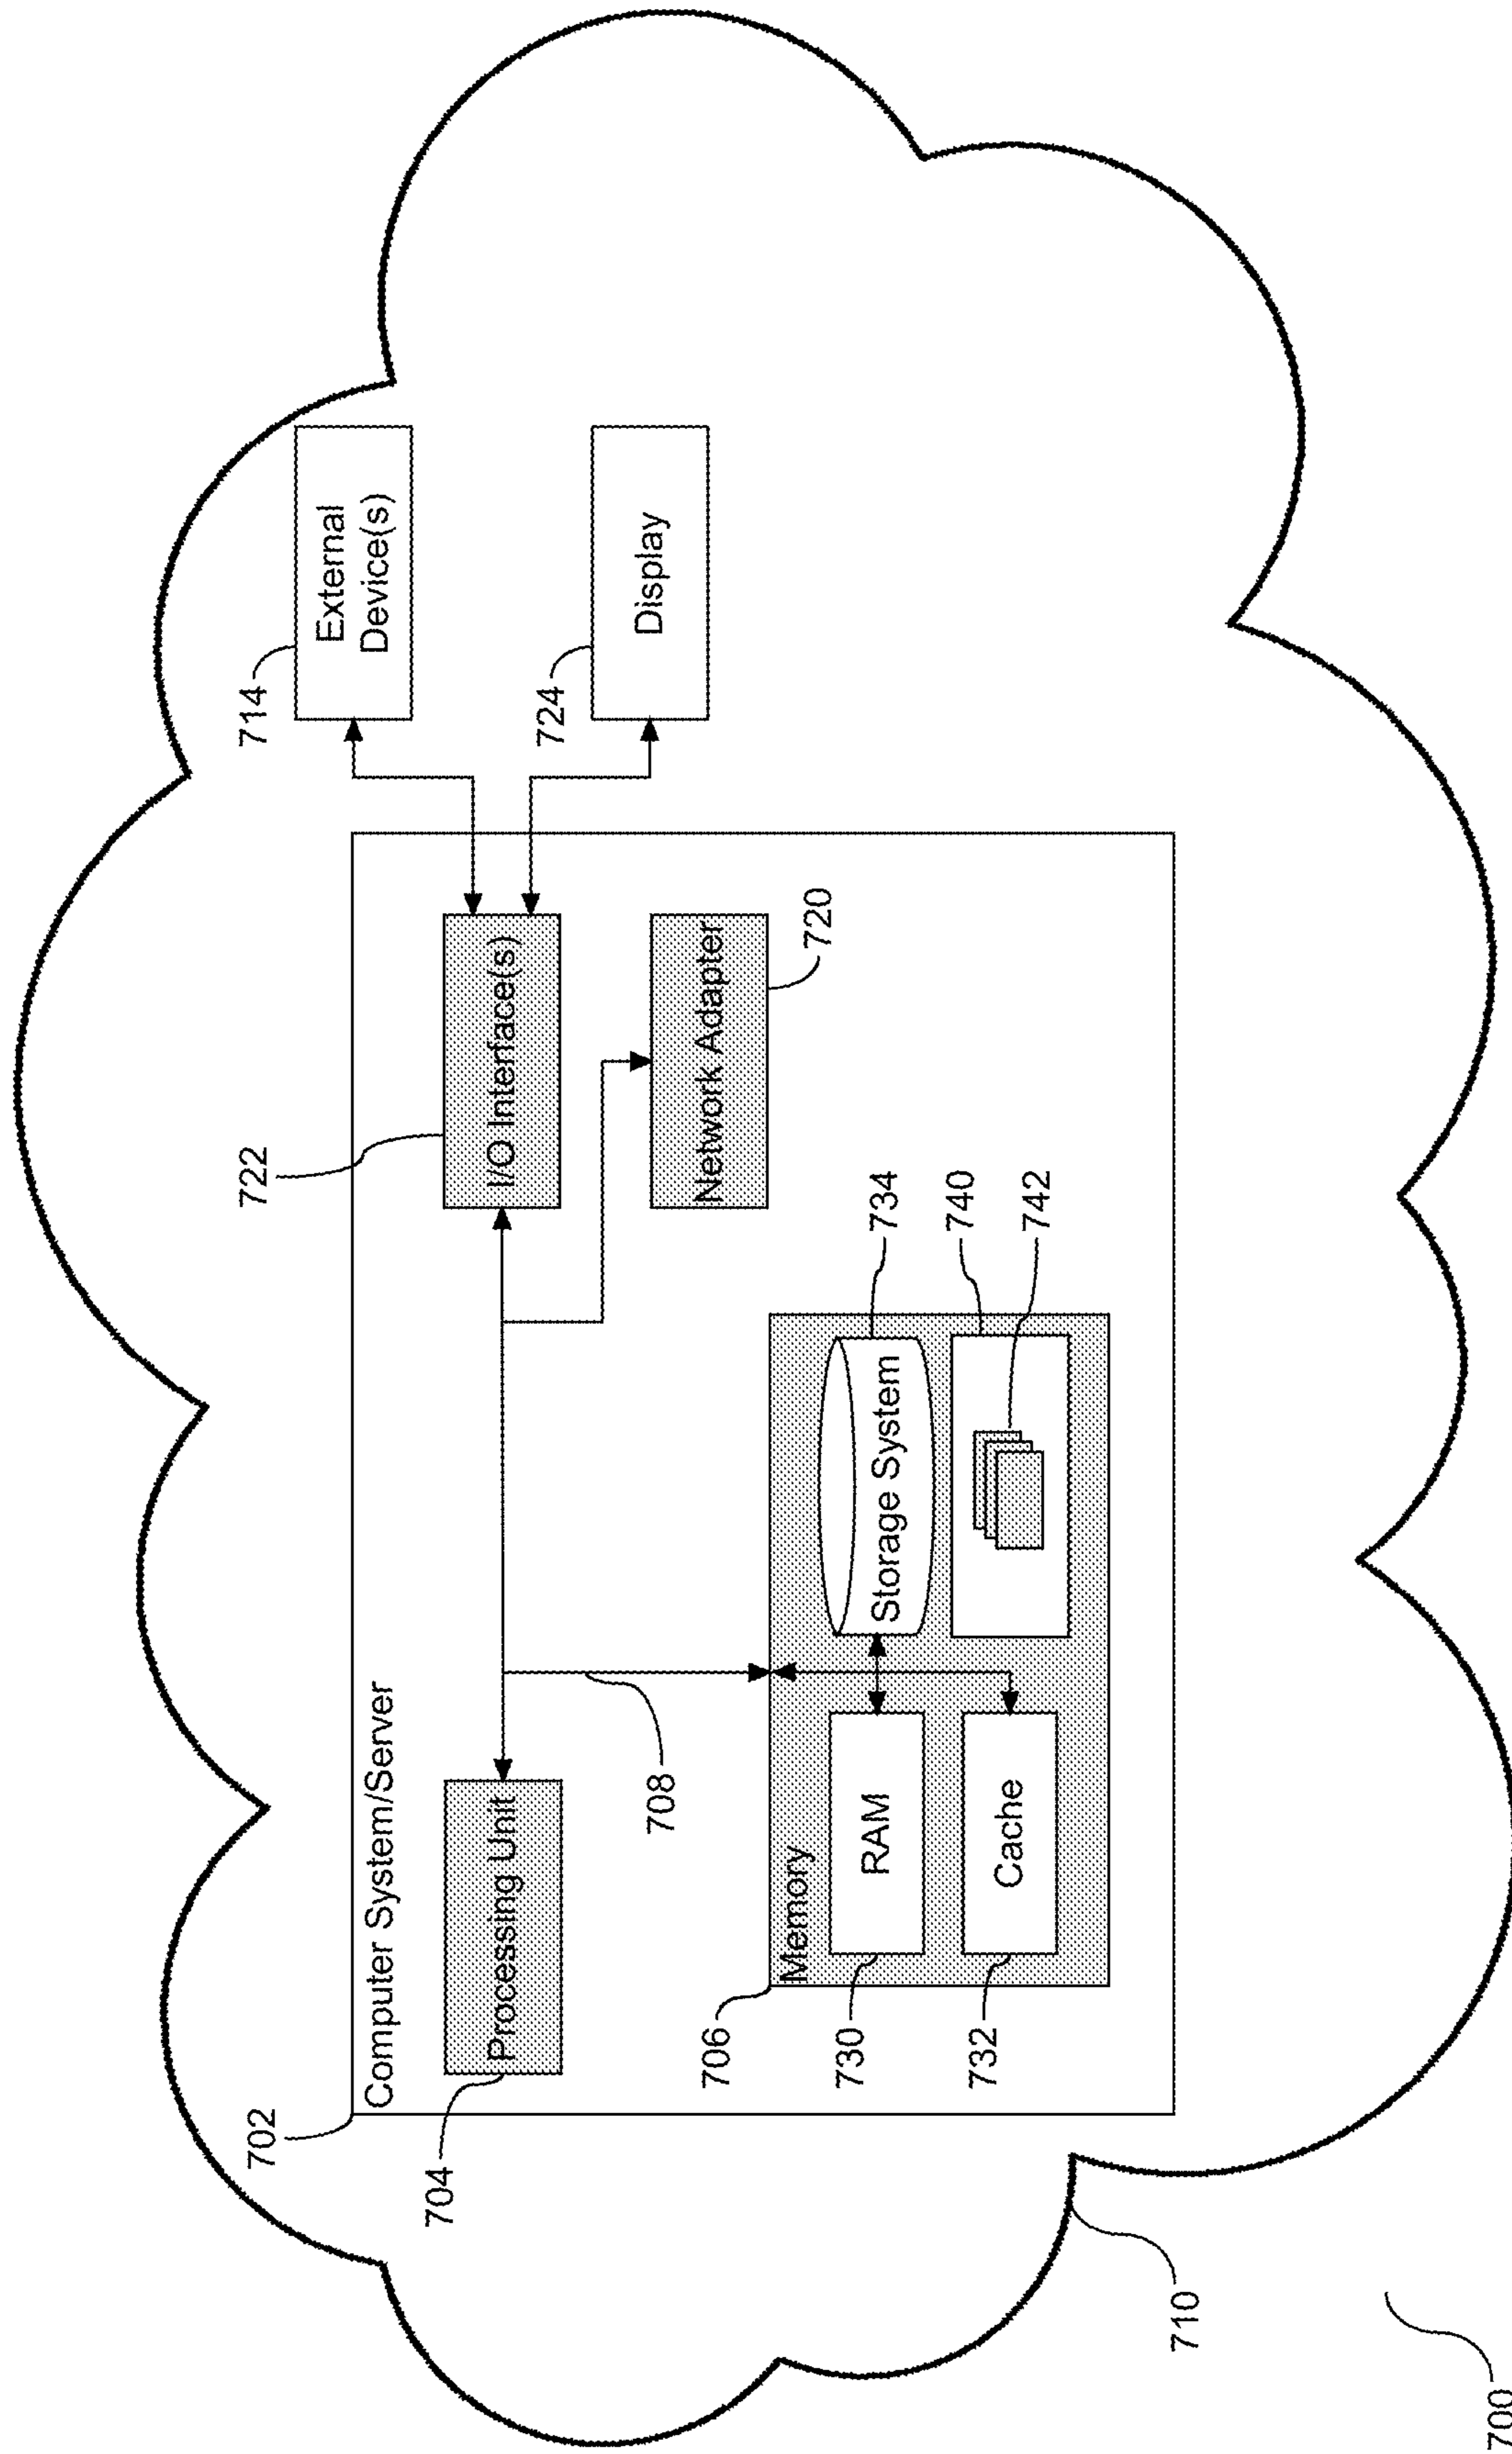 702
Computer System/Server
704
Processing Unit
722
I/O Interface(s)
714
External
Device(s)
724
Display
720
Network Adapter
708
706
Memory
730
RAM
734
Storage System
732
Cache
740
742
710
700